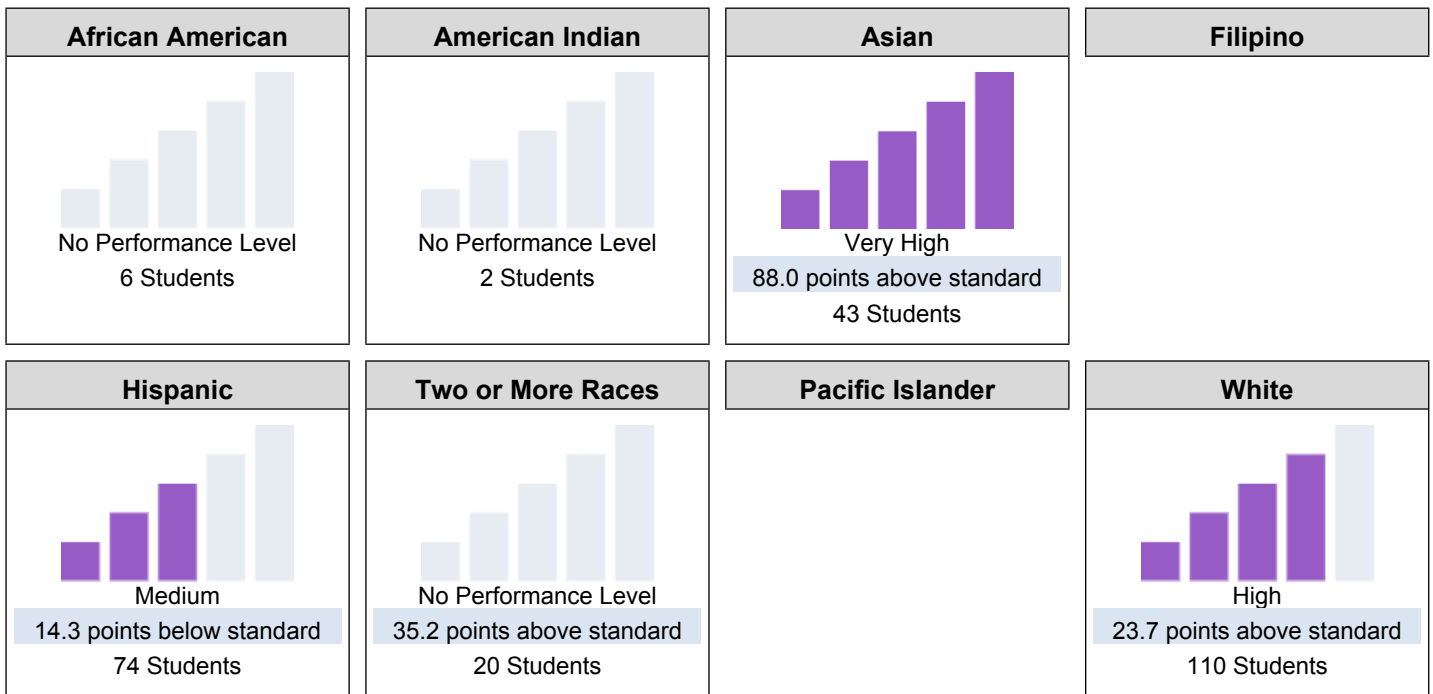 African American
No Performance Level
6 Students
American Indian
No Performance Level
2 Students
Asian
Very High
88.0 points above standard
43 Students
Filipino
Hispanic
Medium
14.3 points below standard
74 Students
Two or More Races
No Performance Level
35.2 points above standard
20 Students
Pacific Islander
White
High
23.7 points above standard
110 Students